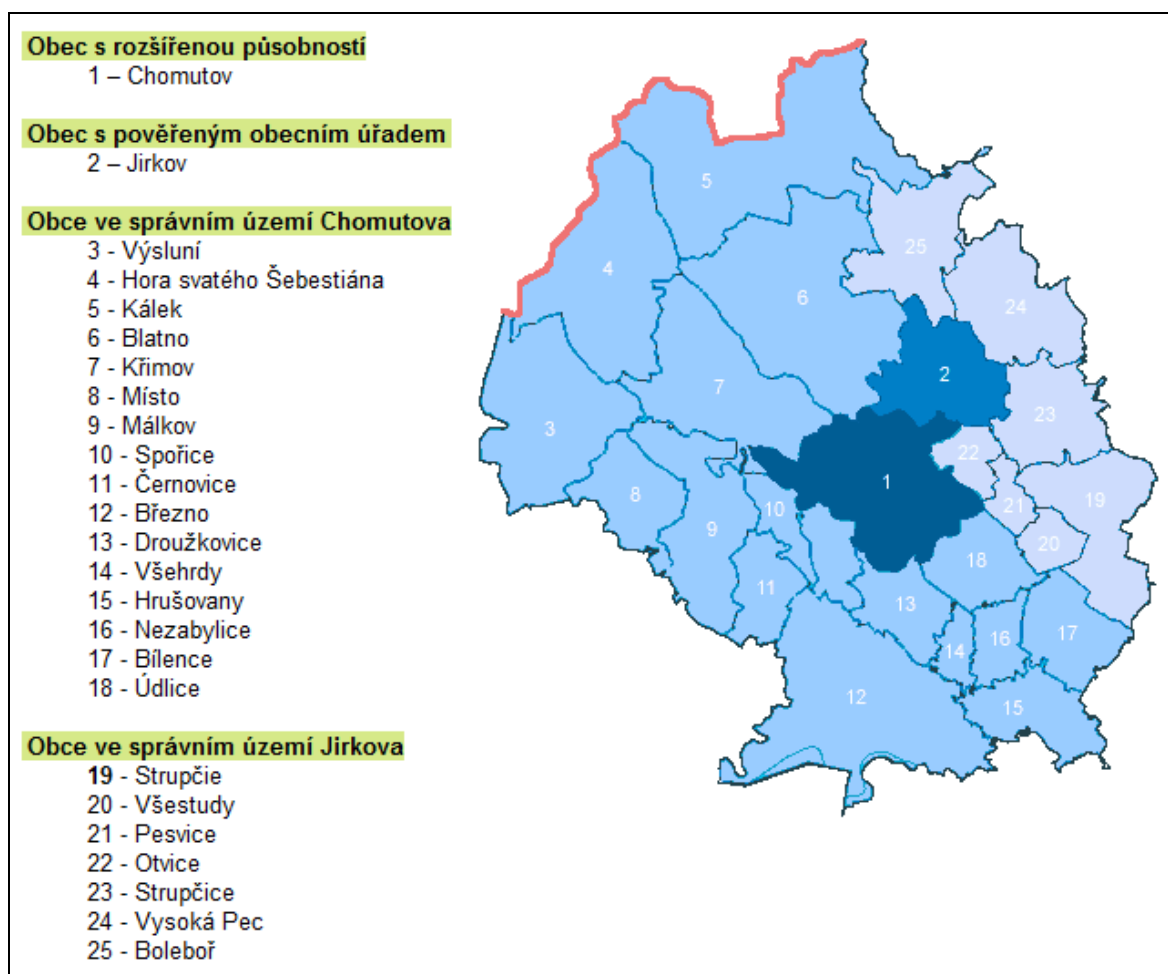 Obec s rozšířenou působností
1 – Chomutov
Obec s pověřeným obecním úřadem
2 – Jirkov
Obce ve správním území Chomutova
3 - Výsluní
4 - Hora svatého Šebestiána
5 - Kálek
6 - Blatno
7 - Křimov
8 - Místo
9 - Málkov
10 - Spořice
11 - Černovice
12 - Březno
13 - Droužkovice
14 - Všehrdy
15 - Hrušovany
16 - Nezabylice
17 - Bílence
18 - Údlice
Obce ve správním území Jirkova
19 - Strupčie
20 - Všestudy
21 - Pesvice
22 - Otvice
23 - Strupčice
24 - Vysoká Pec
25 - Boleboř
5
25
4
6
24
2
7
23
3
22
1
19
8
10
21
9
20
18
11
13
17
16
14
12
15